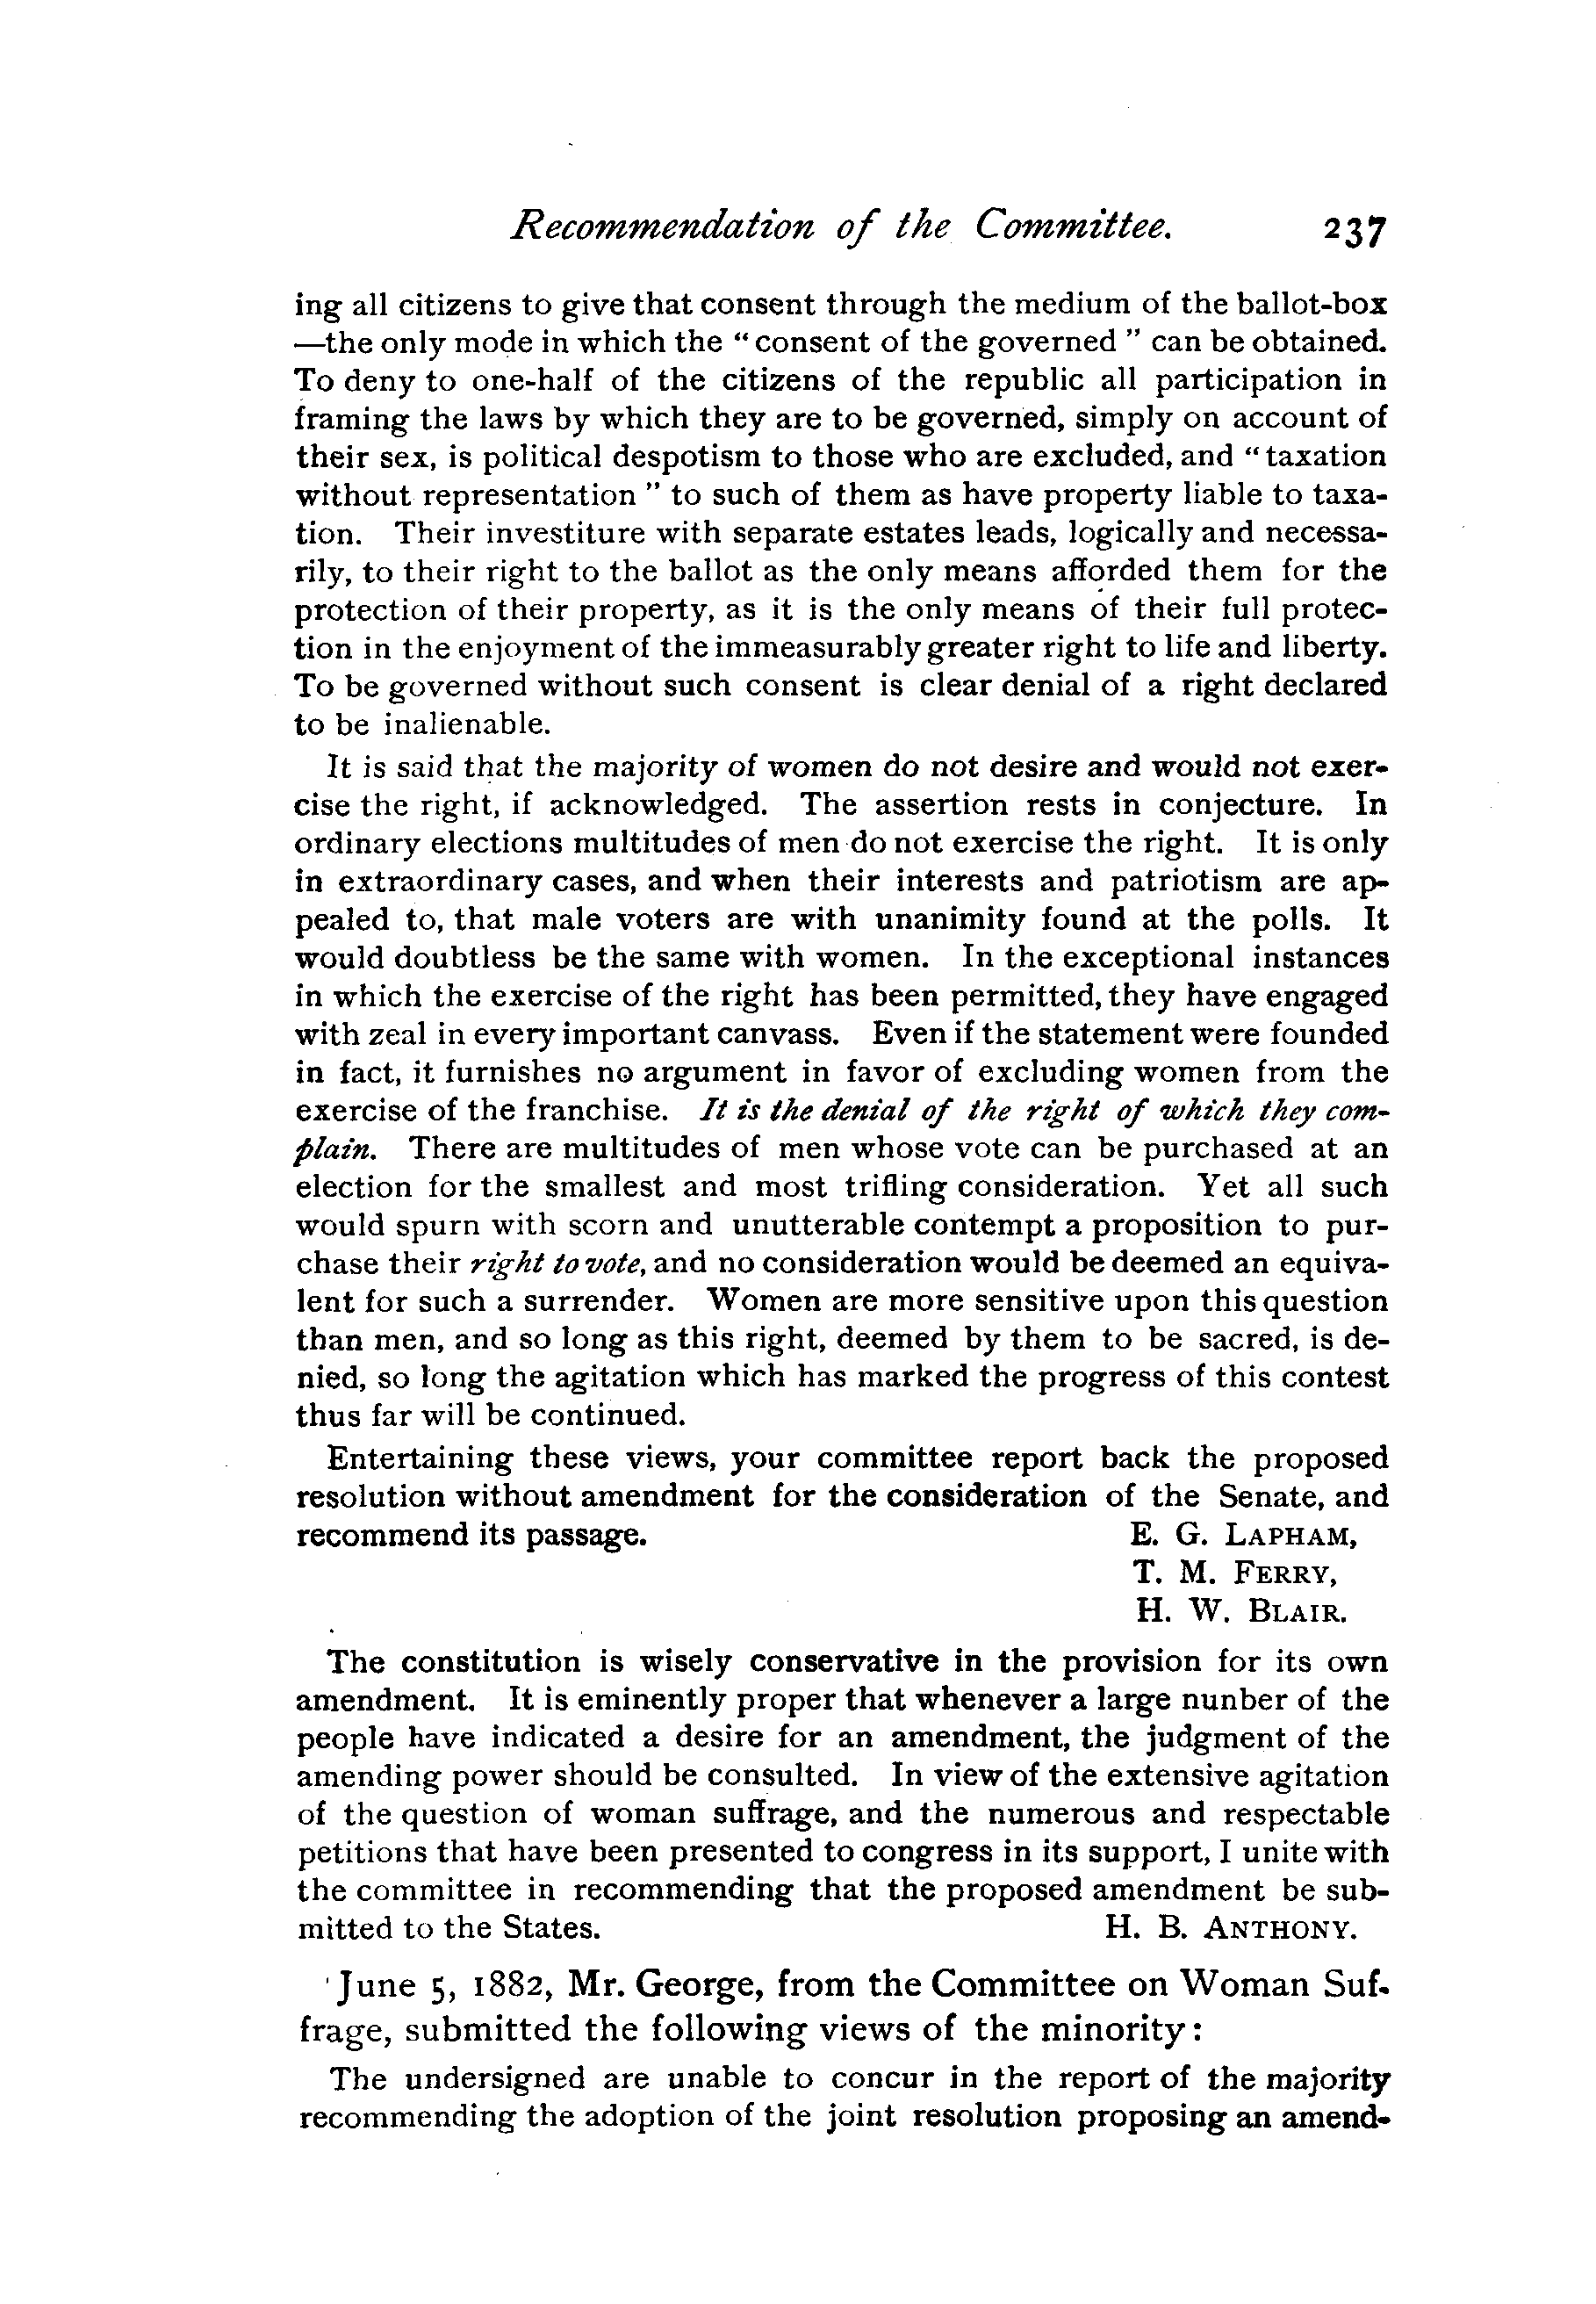 Recommendation of the Committee. 237
ing all citizens to give that consent through the medium of the ballot-box
—the only mode in which the “ consent of the governed ” can be obtained.
To deny to one-half of the citizens of the republic all participation in
framing the laws by which they are to be governed, simply on account of
their sex, is political despotism to those who are excluded, and “ taxation
without representation ” to such of them as have property liable to taxa-
tion. Their investiture with separate estates leads, logically and necessa-
rily, to their right to the ballot as the only means afforded them for the
protection of their property, as it is the only means of their full protec-
tion in the enjoyment of the immeasurably greater right to life and liberty.
To be governed without such consent is clear denial of a right declared
to be inalienable.
It is said that the majority of women do not desire and would not exer-
cise the right, if acknowledged. The assertion rests in conjecture. In
ordinary elections multitudes of men do not exercise the right. It is only
in extraordinary cases, and when their interests and patriotism are ap-
pealed to, that male voters are with unanimity found at the polls. It
would doubtless be the same with women. In the exceptional instances
in which the exercise of the right has been permitted, they have engaged
with zeal in every important canvass. Even if the statement were founded
in fact, it furnishes no argument in favor of excluding women from the
exercise of the franchise. It is the denial of the right of which they com-
plain. There are multitudes of men whose vote can be purchased at an
election for the smallest and most trifling consideration. Yet all such
would spurn with scorn and unutterable contempt a proposition to pur-
chase their right to vote, and no consideration would be deemed an equiva-
lent for such a surrender. Women are more sensitive upon this question
than men, and so long as this right, deemed by them to be sacred, is de-
nied, so long the agitation which has marked the progress of this contest
thus far will be continued.
Entertaining these views, your committee report back the proposed
resolution without amendment for the consideration of the Senate, and
recommend its passage. E. G. LAPHAM,
T. M. FERRY,
H. W. BLAIR.
The constitution is wisely conservative in the provision for its own
amendment. It is eminently proper that whenever a large nunber of the
people have indicated a desire for an amendment, the judgment of the
amending power should be consulted. In view of the extensive agitation
of the question of woman suffrage, and the numerous and respectable
petitions that have been presented to congress in its support, I unite with
the committee in recommending that the proposed amendment be sub-
mitted to the States. H. B. ANTHONY.
June 5, 1882, Mr. George, from the Committee on Woman Suf-
frage, submitted the following views of the minority:
The undersigned are unable to concur in the report of the majority
recommending the adoption of the joint resolution proposing an amend-